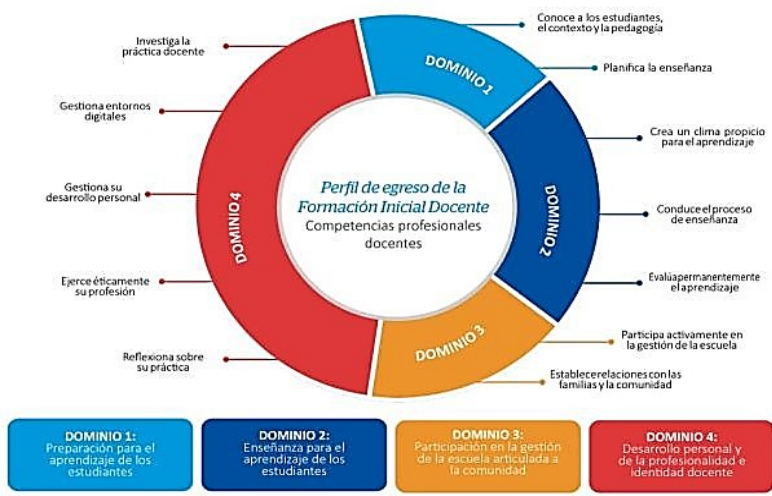 Conoce a los estudiantes,
el contexto y la pedagogía
Planifica la enseñanza
Crea un clima propicio
para el aprendizaje
Conduce el proceso
de enseñanza
Evalúa permanentemente
el aprendizaje
Participa activamente en
la gestión de la escuela
Establece relaciones con las
familias y la comunidad
Investiga la
práctica docente
Gestiona entornos
digitales
Gestiona su
desarrollo personal
Ejerce éticamente
su profesión
Reflexiona sobre
su práctica
DOMINIO 1
DOMINIO 2
DOMINIO 3
DOMINIO 4
Perfil de egreso de la
Formación Inicial Docente
Competencias profesionales
docentes
DOMINIO 1:
Preparación para el
aprendizaje de los
estudiantes
DOMINIO 2:
Enseñanza para el
aprendizaje de los
estudiantes
DOMINIO 3:
Participación en la gestión
de la escuela articulada a
la comunidad
DOMINIO 4:
Desarrollo personal y
de la profesionalidad e
identidad docente